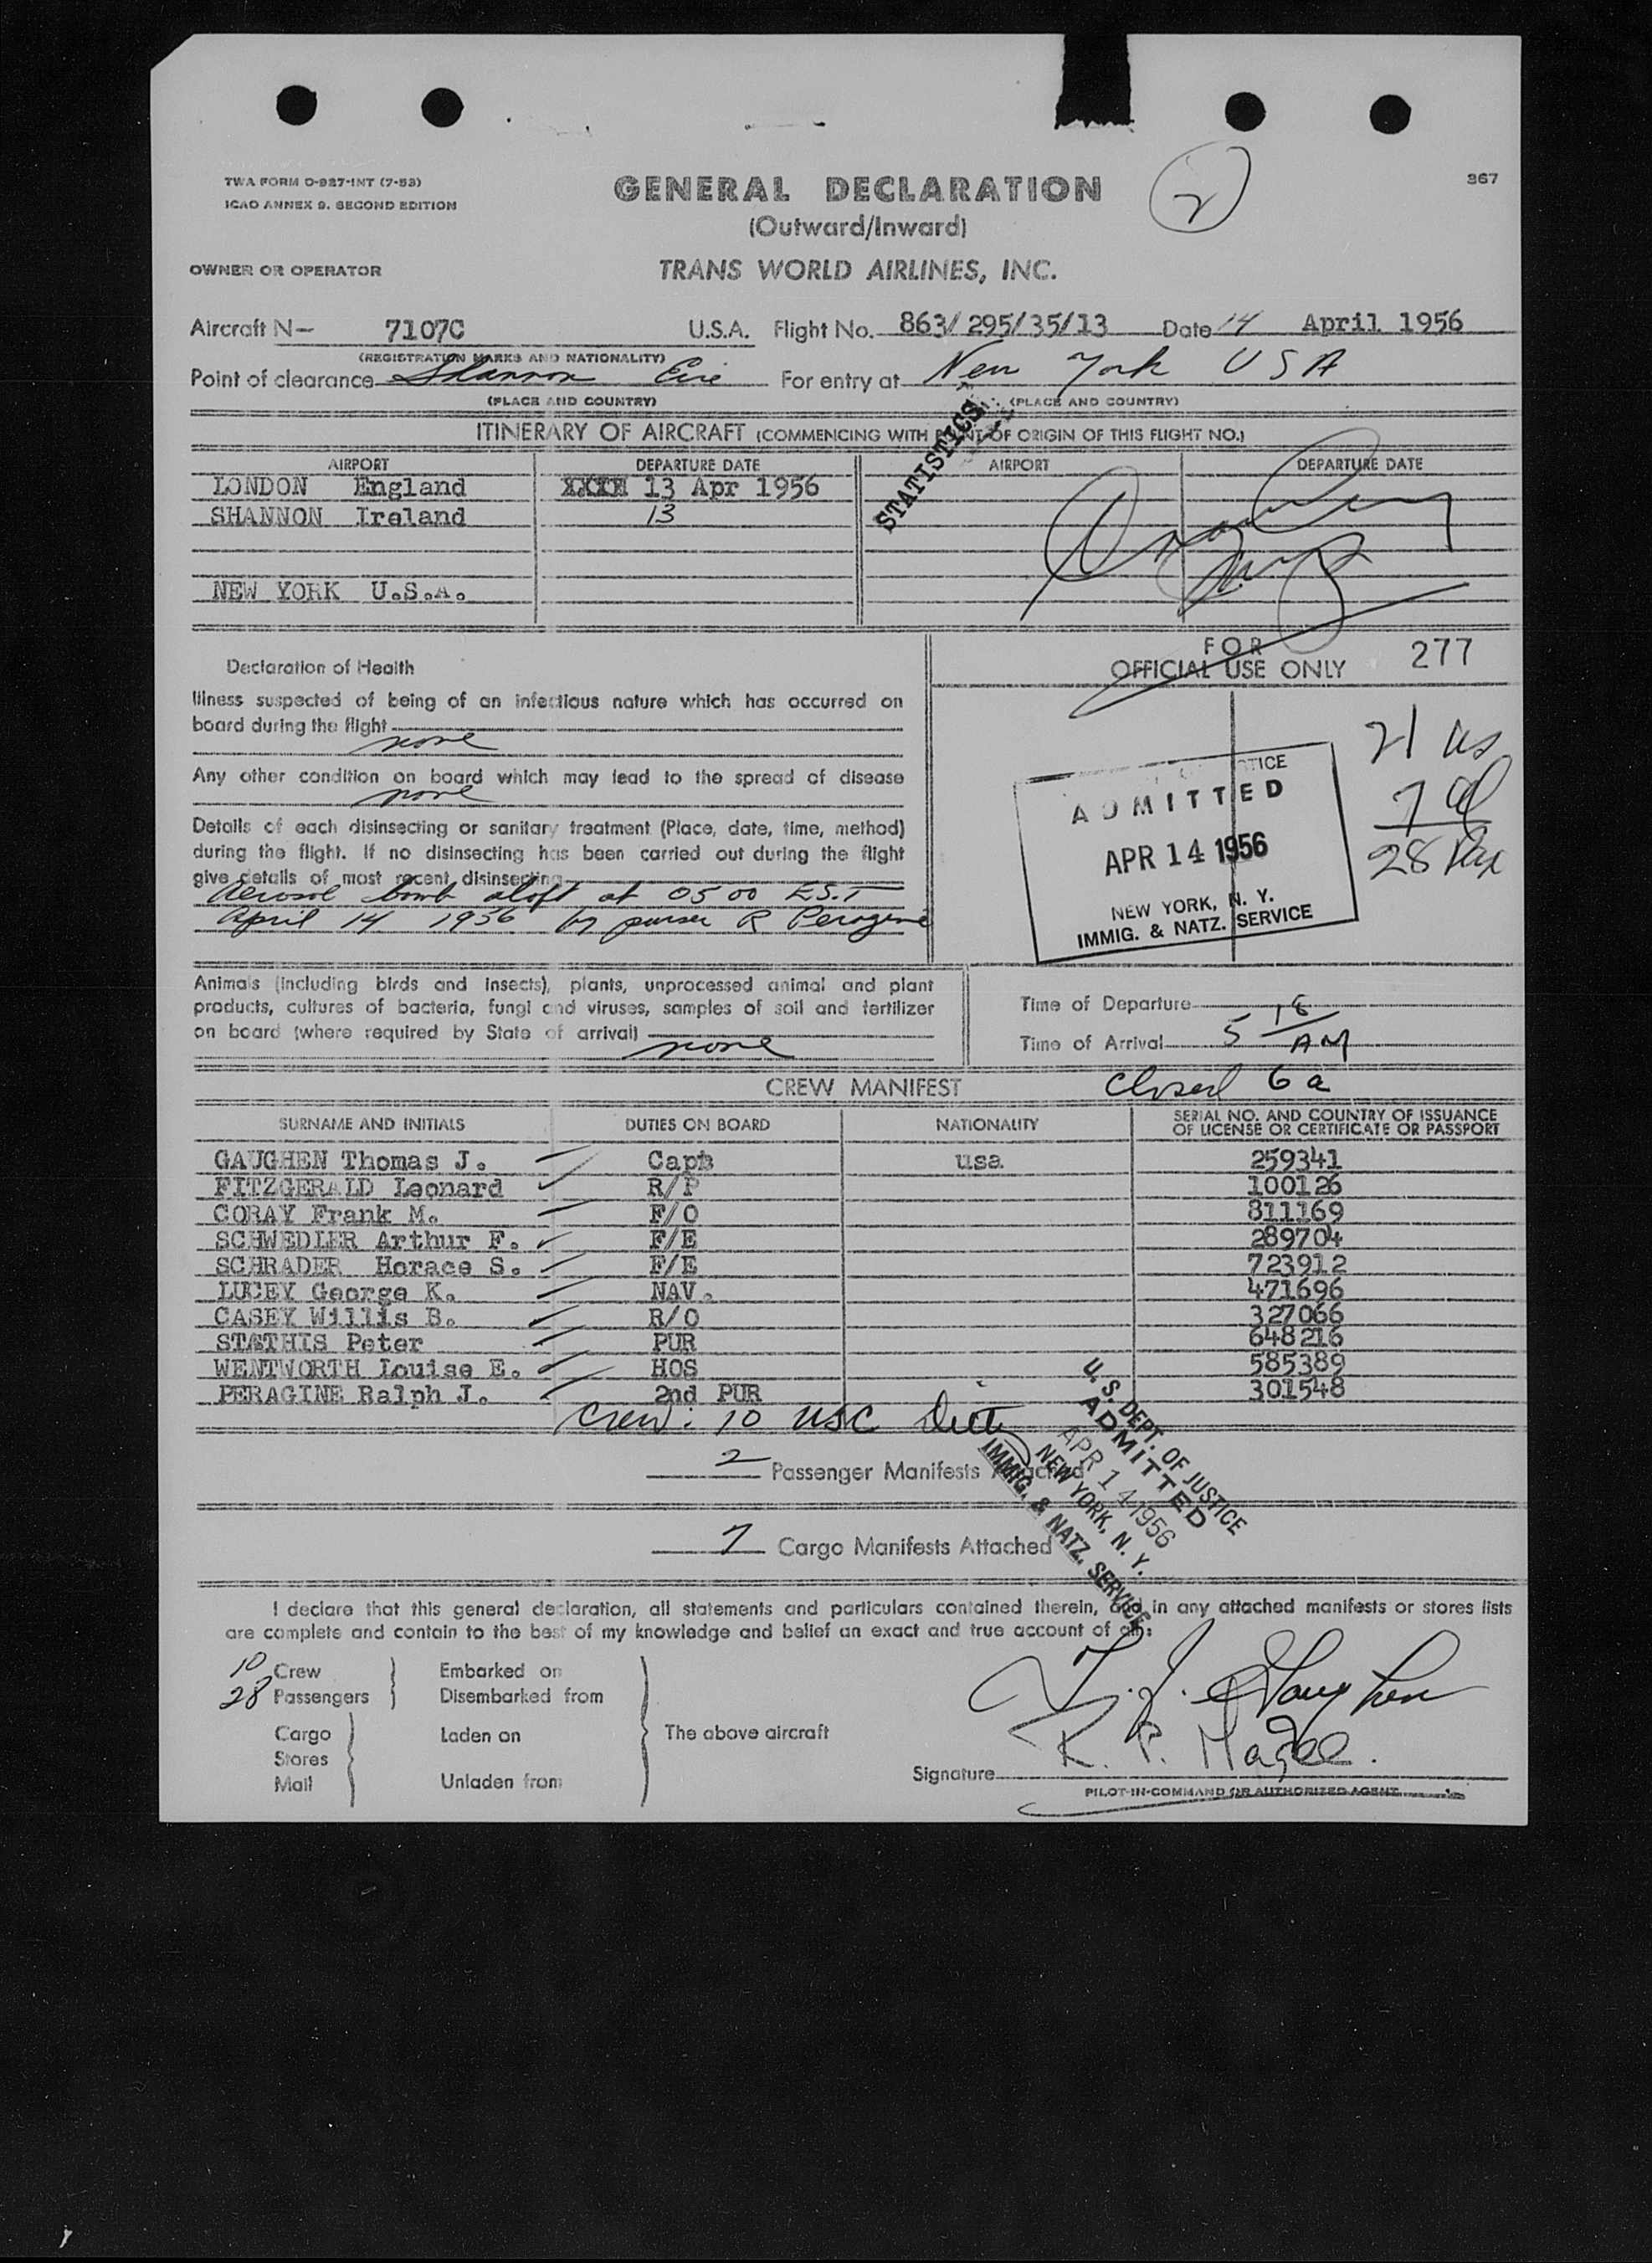 TWA FORM O-927-INT (7-53)
ICAO ANNEX 9. SECOND EDITION
GENERAL DECLARATION
(Outward/Inward)
2
367
OWNER OR OPERATOR
TRANS WORLD AIRLINES, INC.
Aircraft N- 7107C U.S.A. Flight No. 863/295/35/13 Date 14 April 1956
(REGISTRATION MARKS AND NATIONALITY)
Point of clearance Shannon Eire For entry at New York USA
(PLACE AND COUNTRY) (PLACE AND COUNTRY)
STATISTICS
ITINERARY OF AIRCRAFT (COMMENCING WITH POINT OF ORIGIN OF THIS FLIGHT NO.)
AIRPORT DEPARTURE DATE AIRPORT DEPARTURE DATE
LONDON England XXXX 13 Apr 1956
SHANNON Ireland 13
NEW YORK U.S.A.
FOR
OFFICIAL USE ONLY 277
Declaration of Health
Illness suspected of being of an infectious nature which has occurred on
board during the flight
none
Any other condition on board which may lead to the spread of disease
none
Details of each disinsecting or sanitary treatment (Place, date, time, method)
during the flight. If no disinsecting has been carried out during the flight
give details of most recent disinsecting
Aerosol bomb aloft at 0500 E.S.T
April 14 1956 by purser R Peragine
21 us
7 al
28 Pax
ADMITTED
APR 14 1956
NEW YORK, N. Y.
IMMIG. & NATZ. SERVICE
Animals (including birds and insects), plants, unprocessed animal and plant
products, cultures of bacteria, fungi and viruses, samples of soil and fertilizer
on board (where required by State of arrival)
none
Time of Departure
Time of Arrival 5 18 AM
CREW MANIFEST closed 6 a
SURNAME AND INITIALS DUTIES ON BOARD NATIONALITY SERIAL NO. AND COUNTRY OF ISSUANCE
OF LICENSE OR CERTIFICATE OR PASSPORT
GAUGHEN Thomas J. Capt usa 259341
FITZGERALD Leonard R/P 100126
CORAY Frank M. F/O 811169
SCHWEDLER Arthur F. F/E 289704
SCHRADER Horace S. F/E 723912
LUCEY George K. NAV. 471696
CASEY Willis B. R/O 327066
STATHIS Peter PUR 648216
WENTWORTH Louise E. HOS 585389
PERAGINE Ralph J. 2nd PUR 301548
Crew: 10 USC
2 Passenger Manifests Attached
7 Cargo Manifests Attached
U. S. DEPT. OF JUSTICE
ADMITTED
APR 14 1956
NEW YORK, N. Y.
IMMIG. & NATZ. SERVICE
I declare that this general declaration, all statements and particulars contained therein, and in any attached manifests or stores lists
are complete and contain to the best of my knowledge and belief an exact and true account of all:
10 Crew Embarked on
28 Passengers Disembarked from
Cargo Laden on The above aircraft
Stores
Mail Unladen from
T. J. Gaughen
R. P. Magee.
Signature
PILOT-IN-COMMAND OR AUTHORIZED AGENT